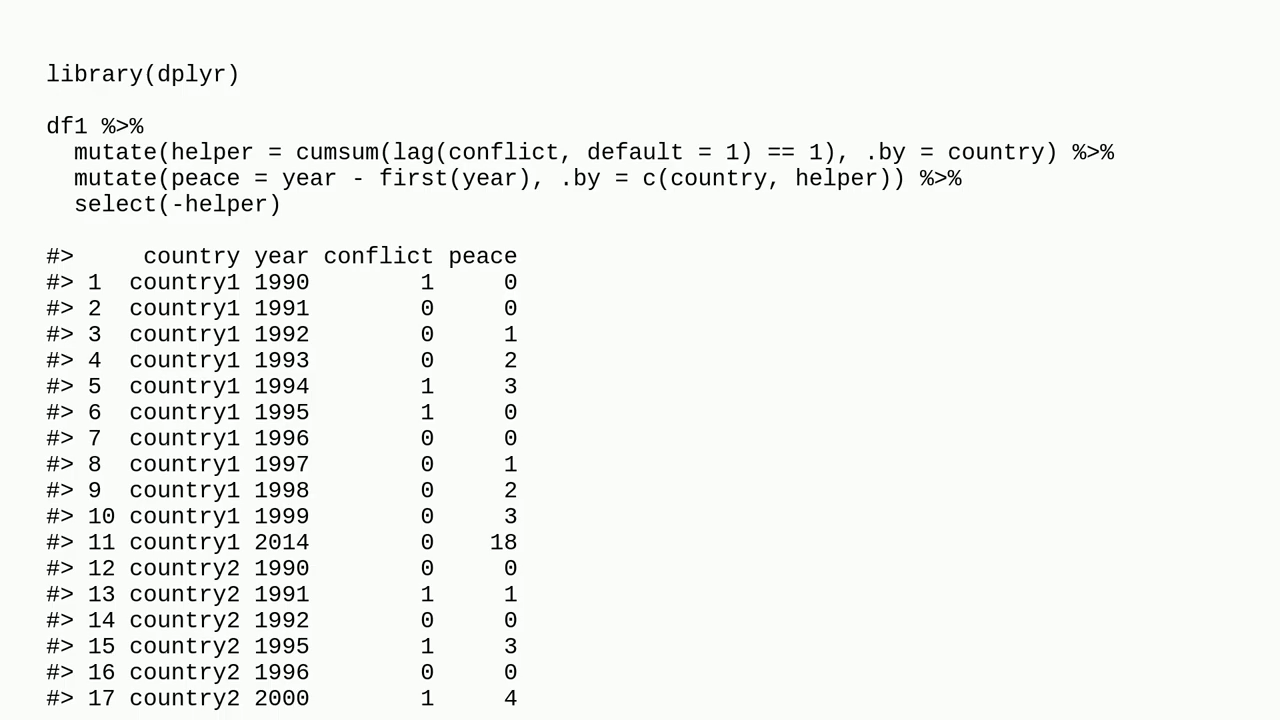 library(dplyr)

df1 %>%
  mutate(helper = cumsum(lag(conflict, default = 1) == 1), .by = country) %>%
  mutate(peace = year - first(year), .by = c(country, helper)) %>%
  select(-helper)

#>     country year conflict peace
#> 1  country1 1990        1     0
#> 2  country1 1991        0     0
#> 3  country1 1992        0     1
#> 4  country1 1993        0     2
#> 5  country1 1994        1     3
#> 6  country1 1995        1     0
#> 7  country1 1996        0     0
#> 8  country1 1997        0     1
#> 9  country1 1998        0     2
#> 10 country1 1999        0     3
#> 11 country1 2014        0    18
#> 12 country2 1990        0     0
#> 13 country2 1991        1     1
#> 14 country2 1992        0     0
#> 15 country2 1995        1     3
#> 16 country2 1996        0     0
#> 17 country2 2000        1     4